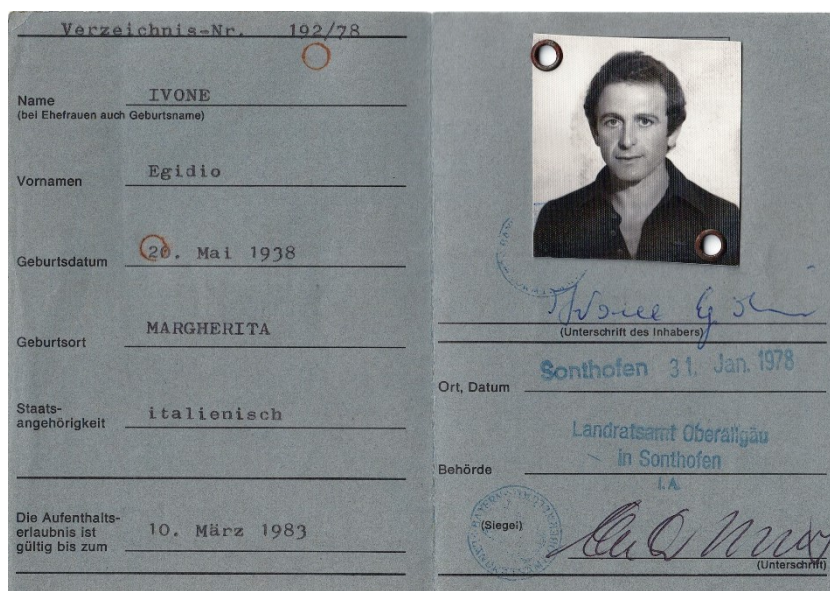 Verzeichnis-Nr. 192/78
Name IVONE
(bei Ehefrauen auch Geburtsname)
Vornamen Egidio
Geburtsdatum 20. Mai 1938
Geburtsort MARGHERITA
Staats-
angehörigkeit italienisch
Die Aufenthalts-
erlaubnis ist
gültig bis zum 10. März 1983
(Unterschrift des Inhabers)
Ort, Datum Sonthofen 31. Jan. 1978
Landratsamt Oberallgäu
in Sonthofen
Behörde
i.A.
(Siegel)
(Unterschrift)